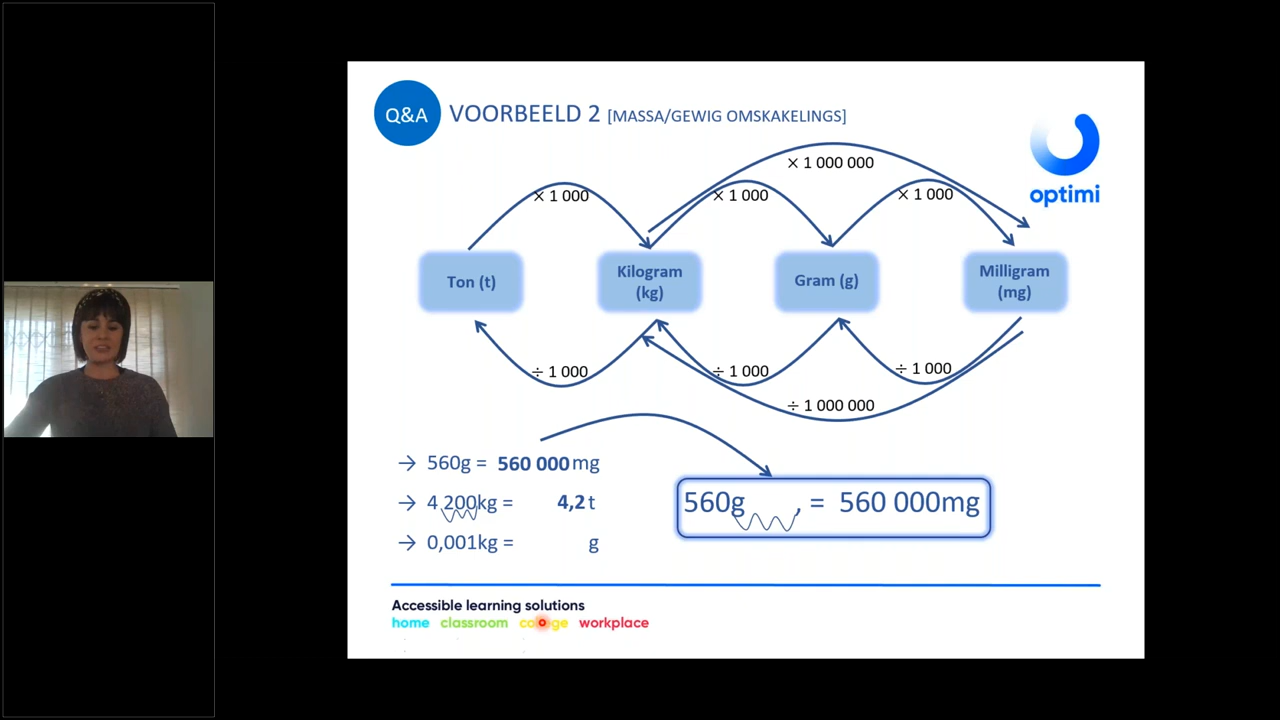 Q&A
VOORBEELD 2 [MASSA/GEWIG OMSKAKELINGS]
optimi
× 1 000 000
× 1 000
× 1 000
× 1 000
Ton (t)
Kilogram
(kg)
Gram (g)
Milligram
(mg)
÷ 1 000
÷ 1 000
÷ 1 000
÷ 1 000 000
→ 560g = 560 000mg
→ 4 200kg = 4,2t
→ 0,001kg = g
560g , = 560 000mg
Accessible learning solutions
home classroom college workplace